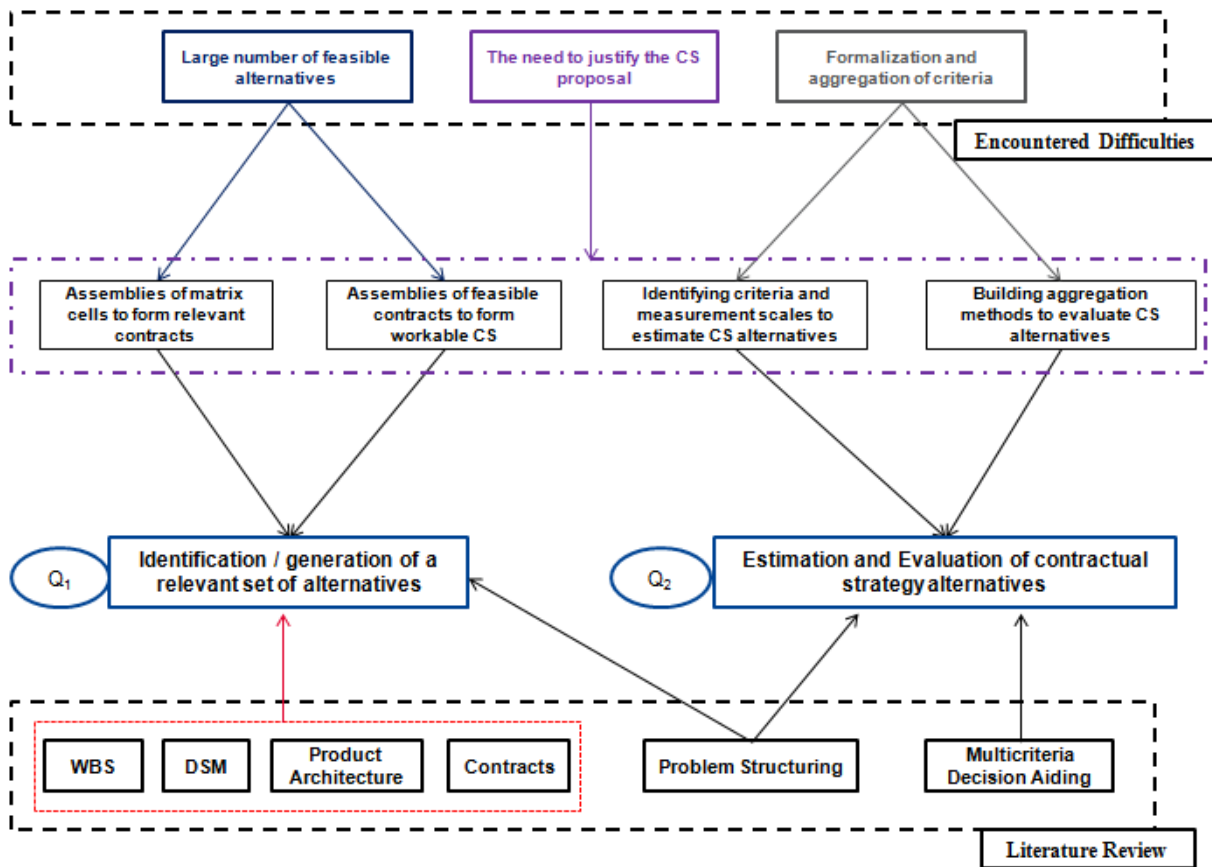 Large number of feasible
alternatives
The need to justify the CS
proposal
Formalization and
aggregation of criteria
Encountered Difficulties
Assemblies of matrix
cells to form relevant
contracts
Assemblies of feasible
contracts to form
workable CS
Identifying criteria and
measurement scales to
estimate CS alternatives
Building aggregation
methods to evaluate CS
alternatives
Q₁
Identification / generation of a
relevant set of alternatives
Q₂
Estimation and Evaluation of contractual
strategy alternatives
WBS
DSM
Product
Architecture
Contracts
Problem Structuring
Multicriteria
Decision Aiding
Literature Review